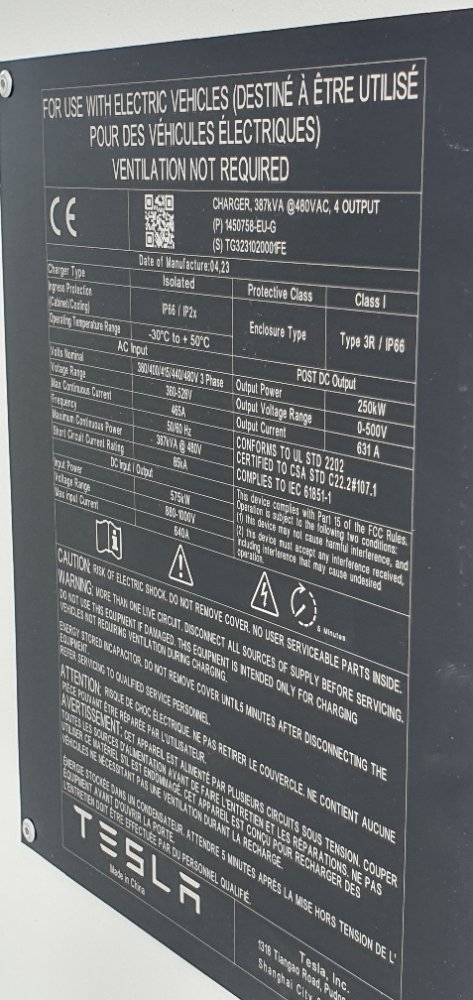 FOR USE WITH ELECTRIC VEHICLES (DESTINÉ À ÊTRE UTILISÉ
POUR DES VÉHICULES ÉLECTRIQUES)
VENTILATION NOT REQUIRED
CE
CHARGER, 387kVA @480VAC, 4 OUTPUT
(P) 1450758-EU-G
(S) TG3231020001FE
Date of Manufacture:04,23
Charger Type
Isolated
Ingress Protection
(Cabinet/Cooling)
IP66 / IP2x
Operating Temperature Range
-30°C to + 50°C
Protective Class
Class I
Enclosure Type
Type 3R / IP66
AC Input
Volts Nominal
380/400/415/440/480V 3 Phase
Voltage Range
360-528V
Max Continuous Current
465A
Frequency
50/60 Hz
Maximum Continuous Power
387kVA @ 480V
Short Circuit Current Rating
85kA
DC Input / Output
Input Power
575kW
Voltage Range
880-1000V
Max Input Current
640A
POST DC Output
Output Power
250kW
Output Voltage Range
0-500V
Output Current
631 A
CONFORMS TO UL STD 2202
CERTIFIED TO CSA STD C22.2#107.1
COMPLIES TO IEC 61851-1
This device complies with Part 15 of the FCC Rules.
Operation is subject to the following two conditions:
(1) this device may not cause harmful interference, and
(2) this device must accept any interference received,
including interference that may cause undesired
operation.
5 Minutes
CAUTION: RISK OF ELECTRIC SHOCK. DO NOT REMOVE COVER. NO USER SERVICEABLE PARTS INSIDE.
WARNING: MORE THAN ONE LIVE CIRCUIT. DISCONNECT ALL SOURCES OF SUPPLY BEFORE SERVICING.
DO NOT USE THIS EQUIPMENT IF DAMAGED. THIS EQUIPMENT IS INTENDED ONLY FOR CHARGING
VEHICLES NOT REQUIRING VENTILATION DURING CHARGING.
ENERGY STORED INCAPACITOR. DO NOT REMOVE COVER UNTIL5 MINUTES AFTER DISCONNECTING THE
EQUIPMENT.
REFER SERVICING TO QUALIFIED SERVICE PERSONNEL.
ATTENTION: RISQUE DE CHOC ÉLECTRIQUE. NE PAS RETIRER LE COUVERCLE. NE CONTIENT AUCUNE
PIÈCE POUVANT ÊTRE RÉPARÉE PAR L'UTILISATEUR.
AVERTISSEMENT: CET APPAREIL EST ALIMENTÉ PAR PLUSIEURS CIRCUITS SOUS TENSION. COUPER
TOUTES LES SOURCES D'ALIMENTATION AVANT DE FAIRE L'ENTRETIEN ET LES RÉPARATIONS. NE PAS
UTILISER CE MATÉRIEL S'IL EST ENDOMMAGÉ. CET APPAREIL EST CONÇU POUR RECHARGER DES
VÉHICULES NE NÉCESSITANT PAS UNE VENTILATION DURANT LA RECHARGE.
ÉNERGIE STOCKÉE DANS UN CONDENSATEUR. ATTENDRE 5 MINUTES APRÈS LA MISE HORS TENSION DE L'
ÉQUIPEMENT AVANT D'OUVRIR LA PORTE.
L'ENTRETIEN DOIT ÊTRE EFFECTUÉE PAR DU PERSONNEL QUALIFIÉ.
TESLA
Made in China
Tesla, Inc.
1318 Tiangao Road, Pudon
Shanghai City